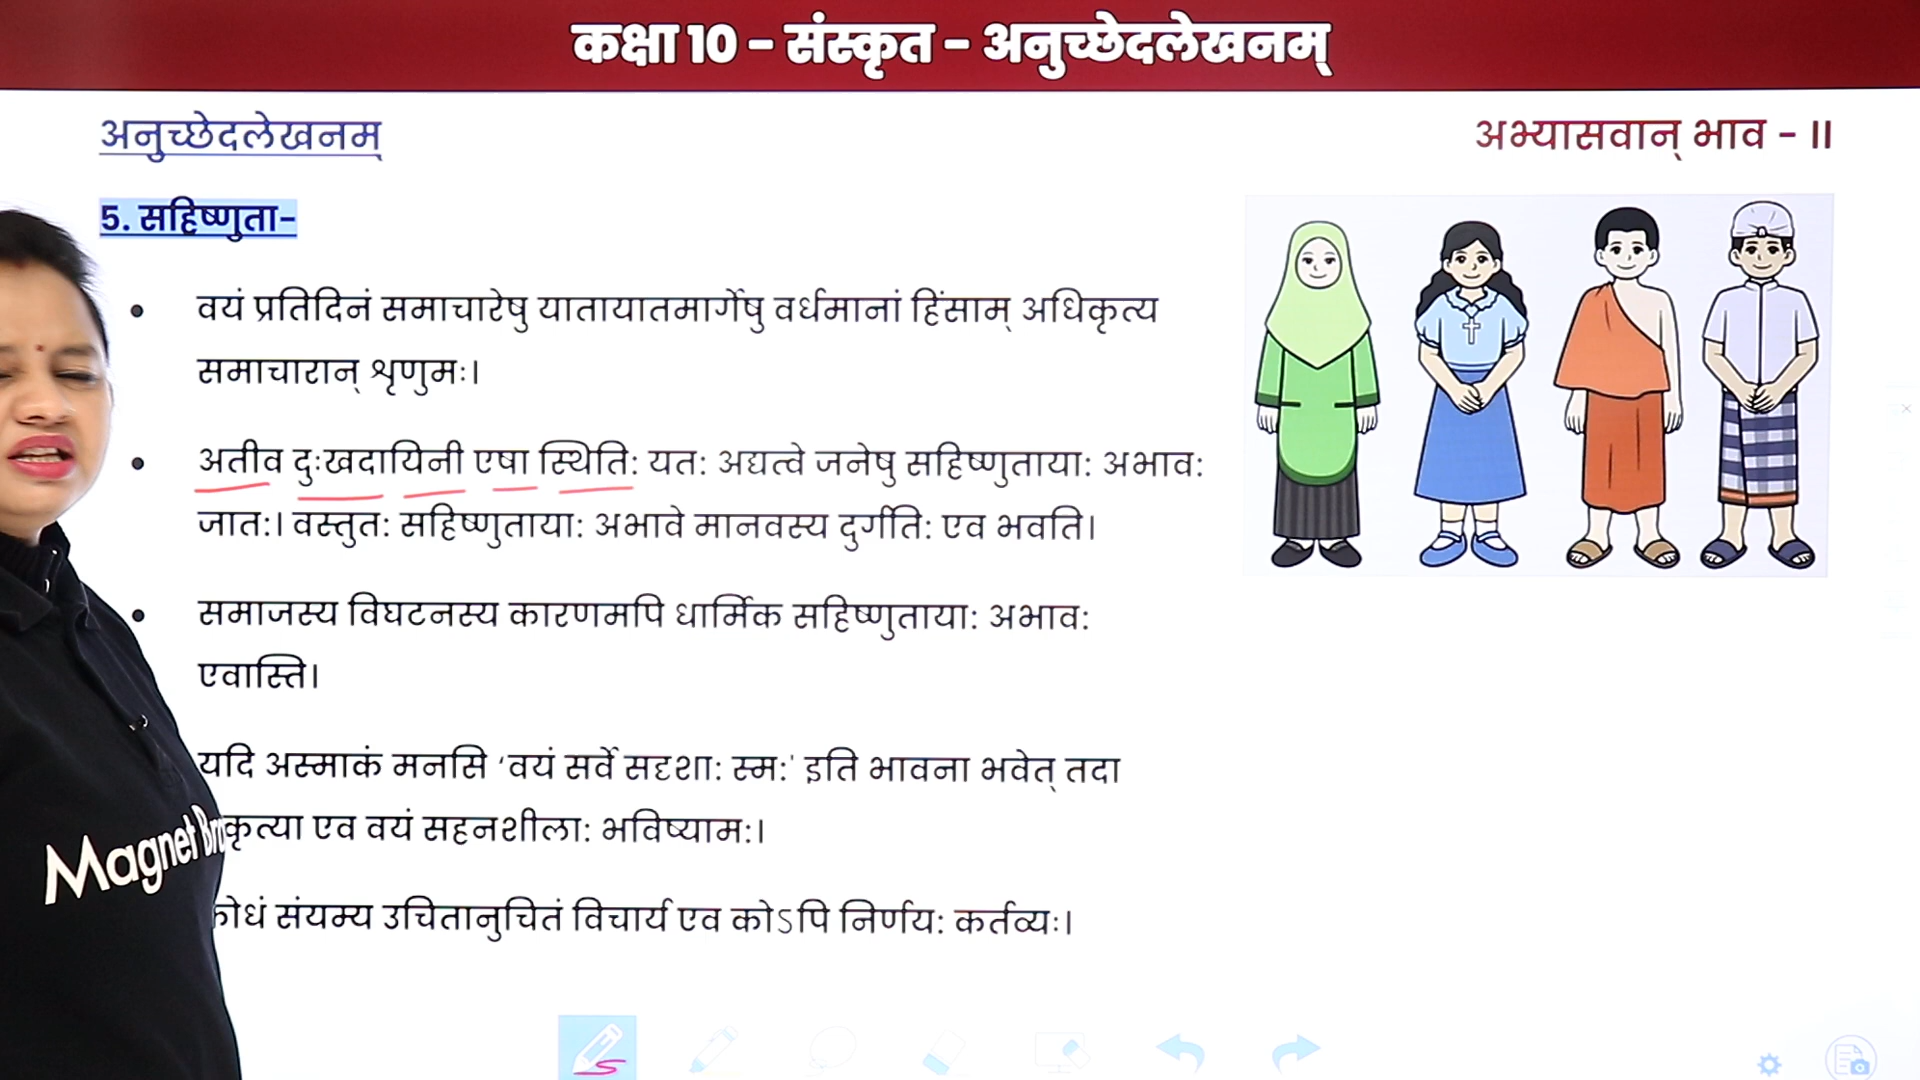 कक्षा 10 – संस्कृत – अनुच्छेदलेखनम्
अनुच्छेदलेखनम्
अभ्यासवान् भाव - II
5. सहिष्णुता-
• वयं प्रतिदिनं समाचारेषु यातायातमार्गेषु वर्धमानां हिंसाम् अधिकृत्य
समाचारान् श्रृणुमः।
• अतीव दुःखदायिनी एषा स्थिति: यत: अद्यत्वे जनेषु सहिष्णुताया: अभाव:
जात:। वस्तुत: सहिष्णुताया: अभावे मानवस्य दुर्गति: एव भवति।
• समाजस्य विघटनस्य कारणमपि धार्मिक सहिष्णुताया: अभाव:
एवास्ति।
यदि अस्माकं मनसि ‘वयं सर्वे सदृशा: स्म:' इति भावना भवेत् तदा
एव वयं सहनशीला: भविष्याम:।
संयम्य उचितानुचितं विचार्य एव कोऽपि निर्णय: कर्तव्यः।
Magnet